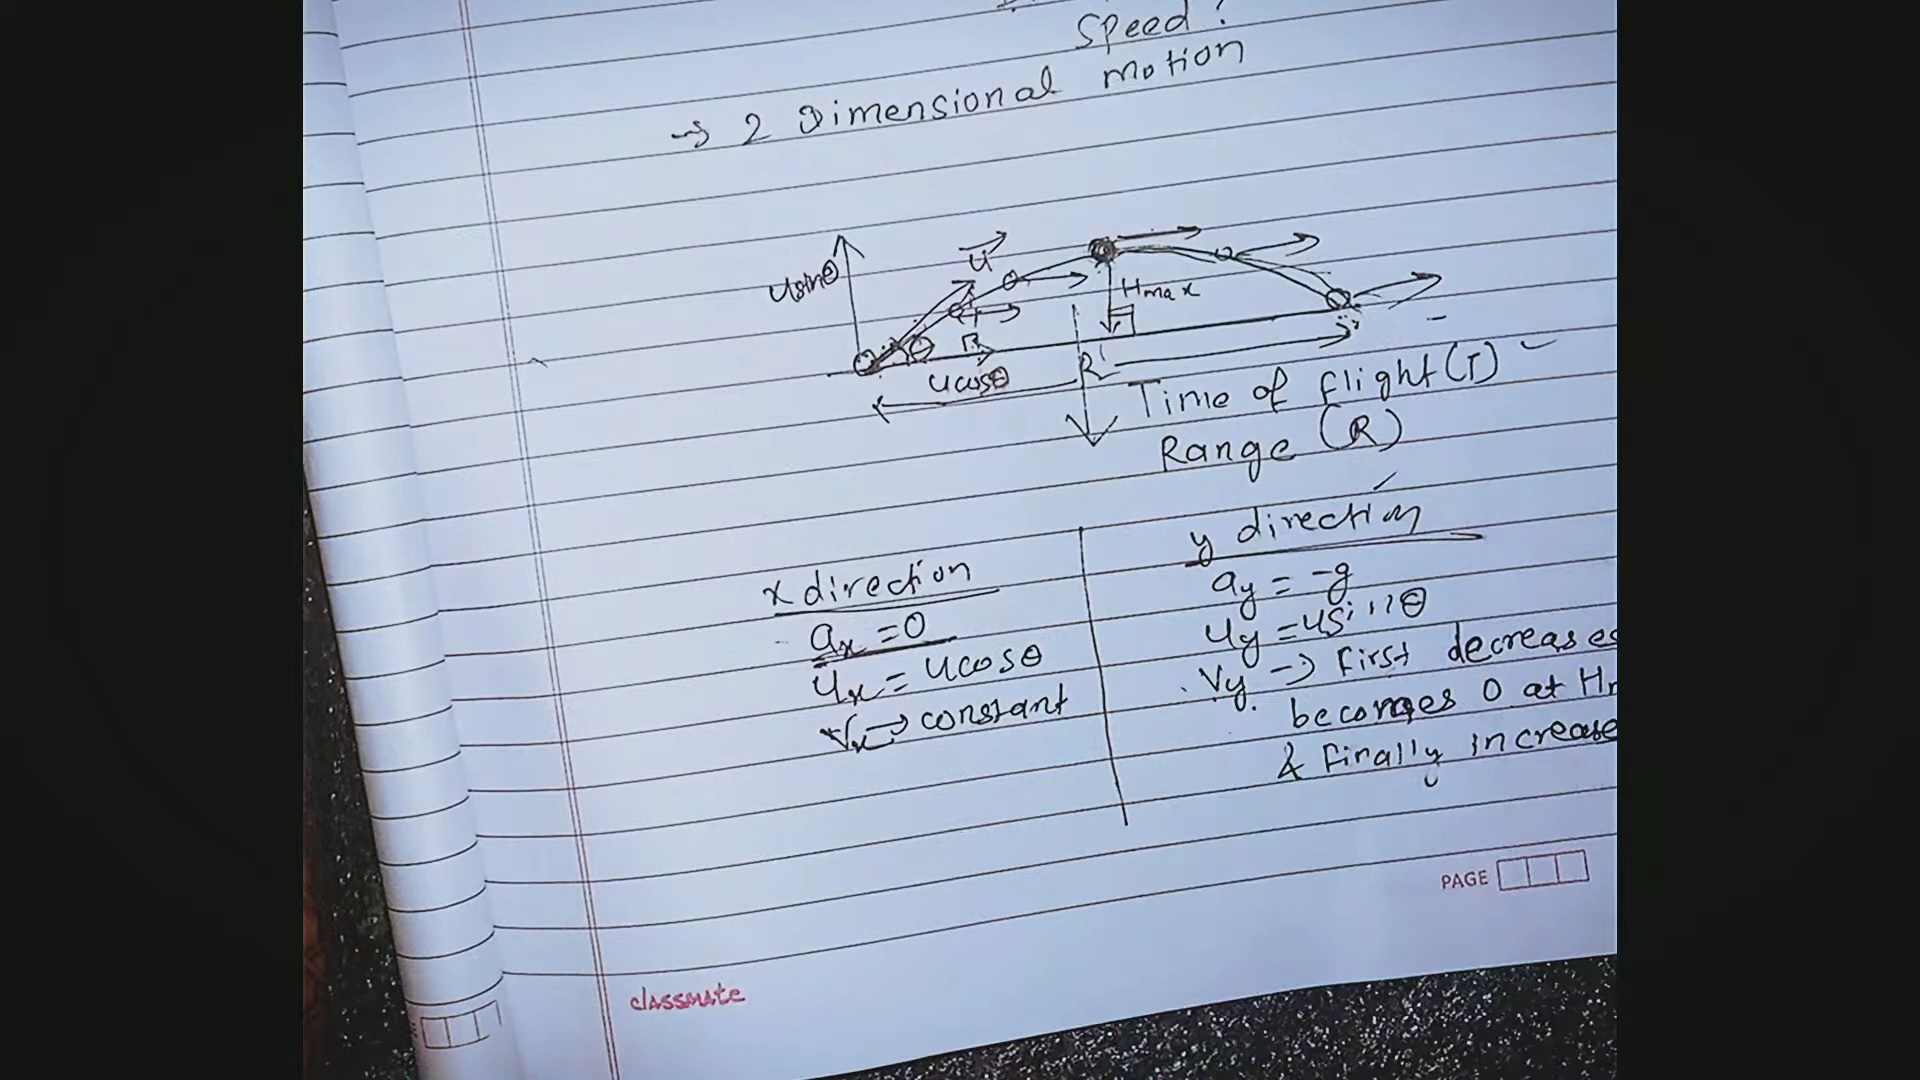 Speed?
→ 2 Dimensional motion
usinθ
u
Hmax
θ
R
ucosθ
R
Time of flight (T)
Range (R)
x direction
ax = 0
ux = ucosθ
Vx → constant
y direction
ay = -g
uy = usinθ
Vy → First decreases
becomes 0 at
& finally increase
PAGE
classmate